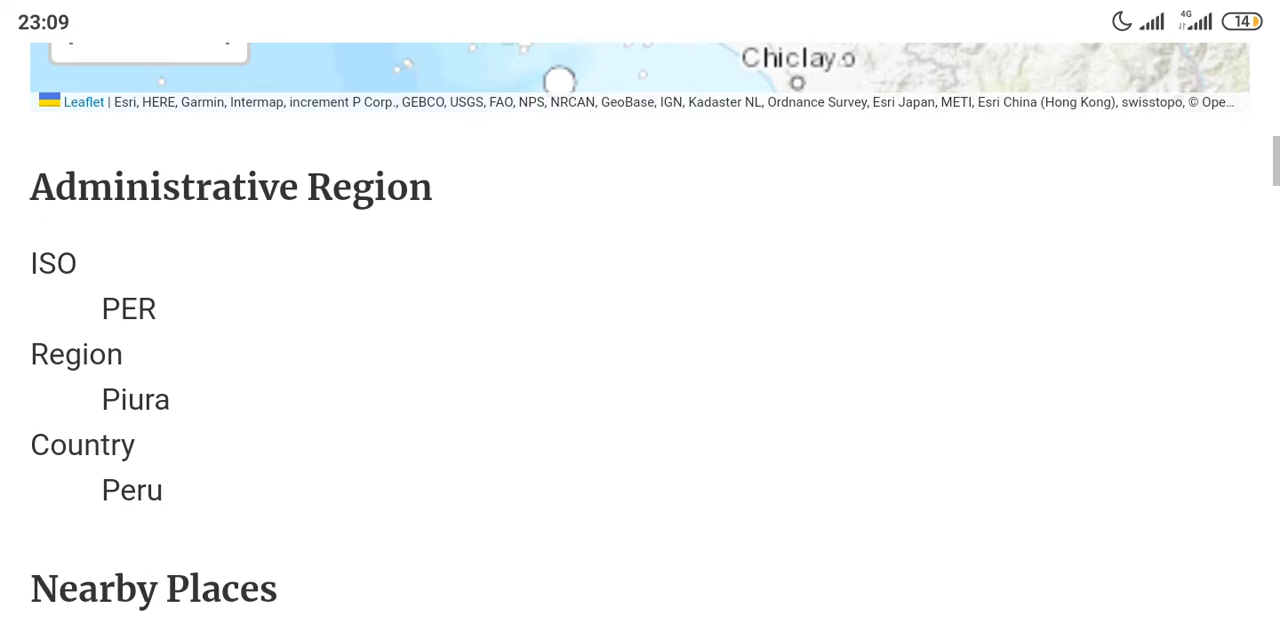 23:09
4G
14
Chiclayo
Leaflet | Esri, HERE, Garmin, Intermap, increment P Corp., GEBCO, USGS, FAO, NPS, NRCAN, GeoBase, IGN, Kadaster NL, Ordnance Survey, Esri Japan, METI, Esri China (Hong Kong), swisstopo, © Ope...
Administrative Region
ISO
PER
Region
Piura
Country
Peru
Nearby Places